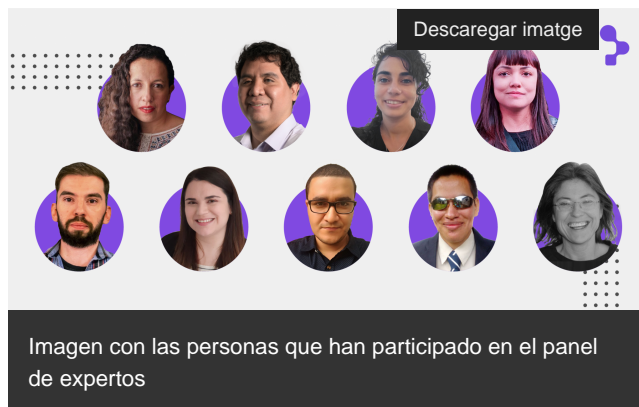 Descaregar imatge
Imagen con las personas que han participado en el panel
de expertos